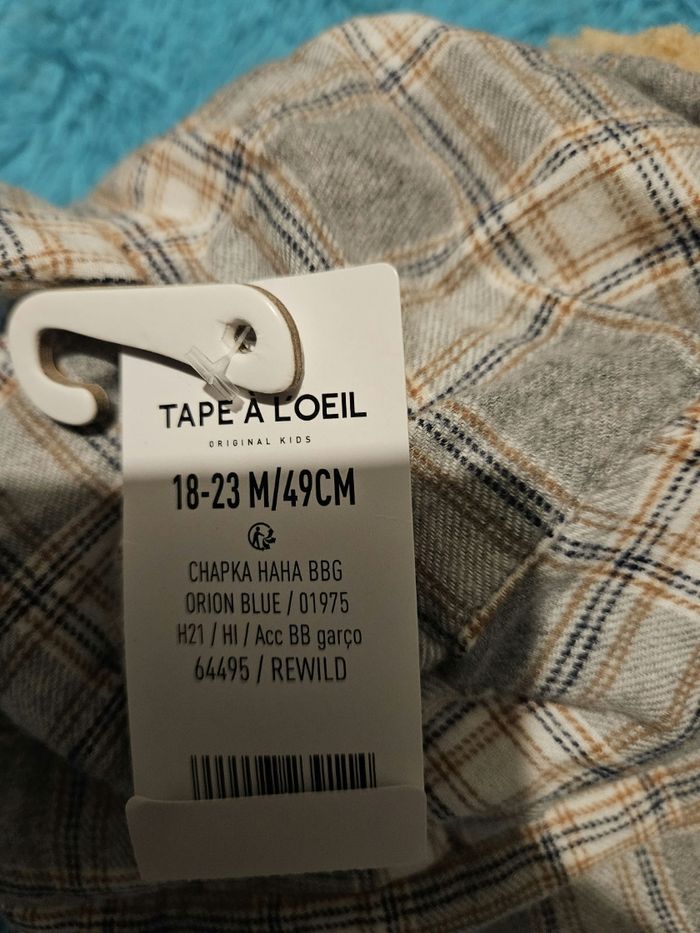 TAPE À L'OEIL
ORIGINAL KIDS
18-23 M/49CM
CHAPKA HAHA BBG
ORION BLUE / 01975
H21 / HI / Acc BB garço
64495 / REWILD